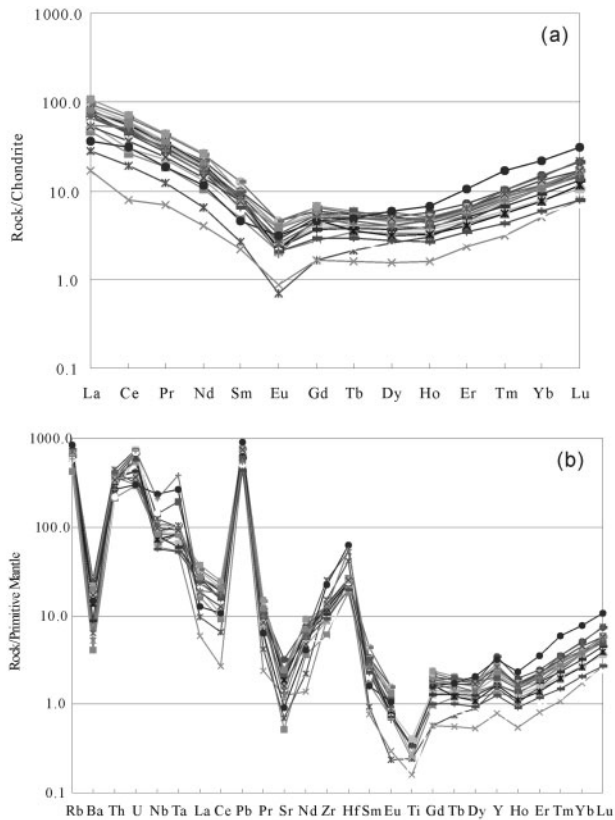 (a)
1000.0
100.0
10.0
1.0
0.1
Rock/Chondrite
La Ce Pr Nd Sm Eu Gd Tb Dy Ho Er Tm Yb Lu
(b)
1000.0
100.0
10.0
1.0
0.1
Rock/Primitive Mantle
Rb Ba Th U Nb Ta La Ce Pb Pr Sr Nd Zr Hf Sm Eu Ti Gd Tb Dy Y Ho Er Tm Yb Lu